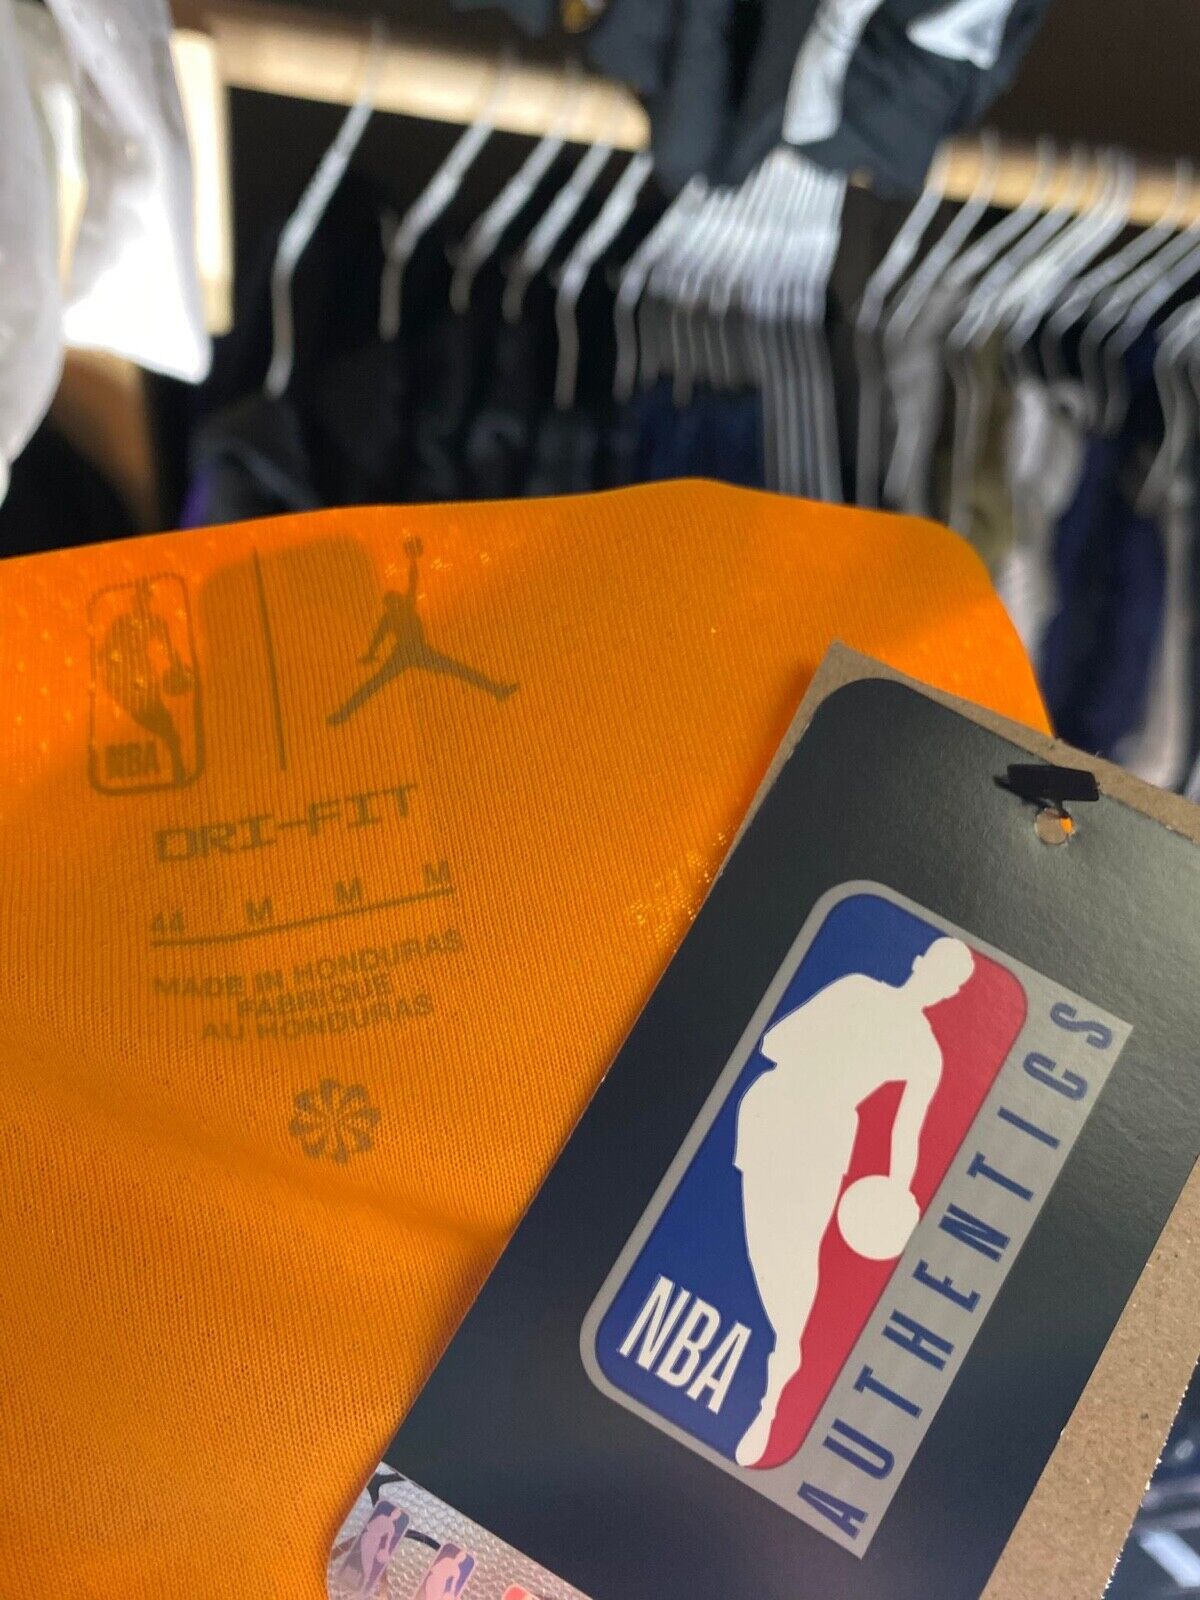 NBA
DRI-FIT
44 M M M
MADE IN HONDURAS
FABRIQUE
AU HONDURAS
NBA
AUTHENTICS